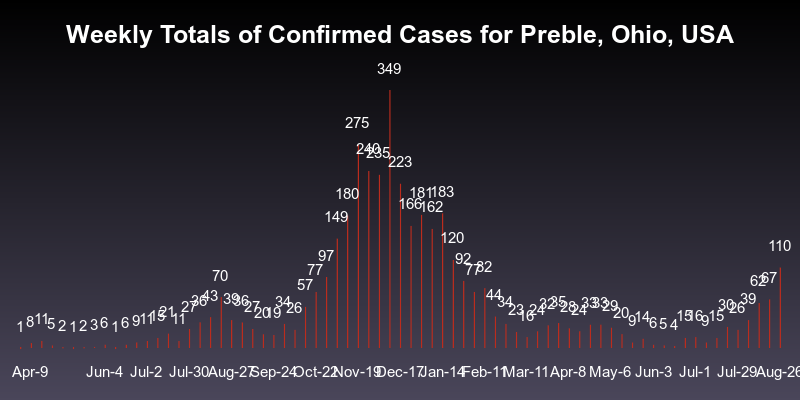 Weekly Totals of Confirmed Cases for Preble, Ohio, USA
1 8 11 5 2 1 2 3 6 1 6 9 11 15 21 11 27 36 43 70 39 36 27 20 19 34 26 57 77 97 149 180 275 240 235 349 223 166 181 162 183 120 92 77 82 44 34 23 16 24 32 35 28 24 33 33 29 20 9 14 6 5 4 15 16 9 15 30 26 39 62 67 110
Apr-9 Jun-4 Jul-2 Jul-30 Aug-27 Sep-24 Oct-22 Nov-19 Dec-17 Jan-14 Feb-11 Mar-11 Apr-8 May-6 Jun-3 Jul-1 Jul-29 Aug-26